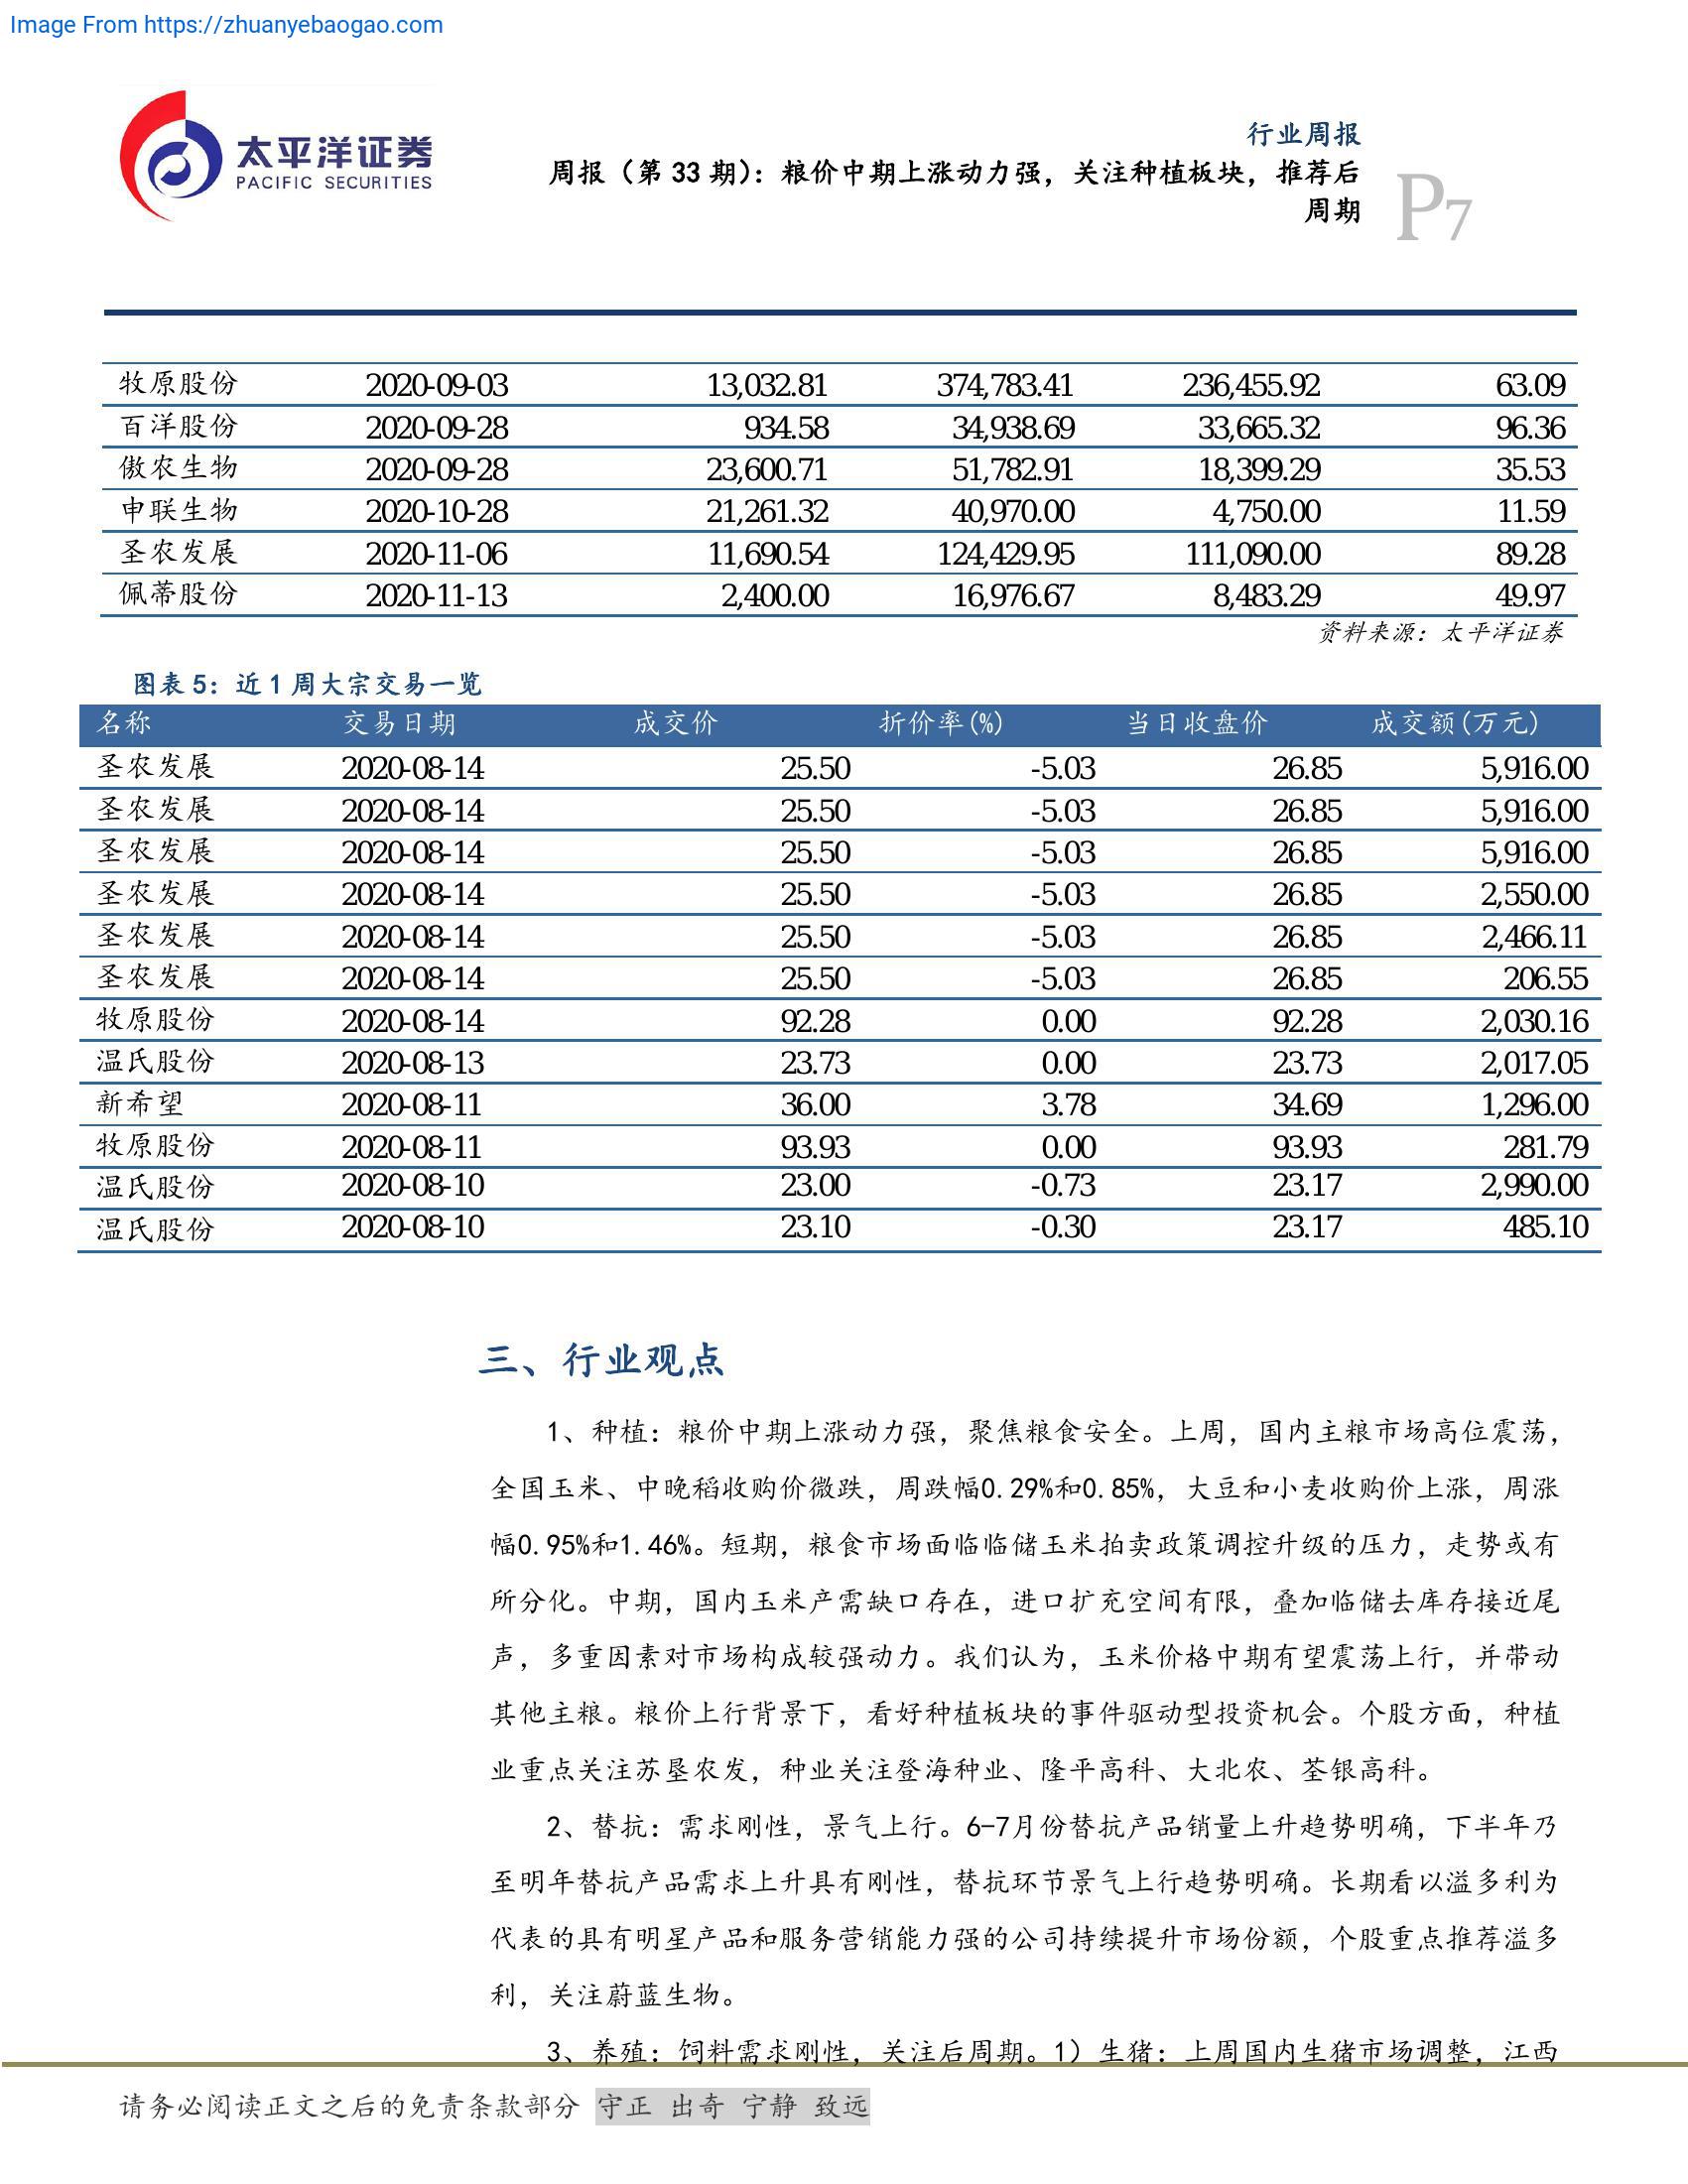 Image From https://zhuanyebaogao.com
太平洋证券
PACIFIC SECURITIES
行业周报
周报（第 33 期）：粮价中期上涨动力强，关注种植板块，推荐后
周期
P7
牧原股份 2020-09-03 13,032.81 374,783.41 236,455.92 63.09
百洋股份 2020-09-28 934.58 34,938.69 33,665.32 96.36
傲农生物 2020-09-28 23,600.71 51,782.91 18,399.29 35.53
申联生物 2020-10-28 21,261.32 40,970.00 4,750.00 11.59
圣农发展 2020-11-06 11,690.54 124,429.95 111,090.00 89.28
佩蒂股份 2020-11-13 2,400.00 16,976.67 8,483.29 49.97
资料来源：太平洋证券
图表 5：近 1 周大宗交易一览
名称 交易日期 成交价 折价率(%) 当日收盘价 成交额(万元)
圣农发展 2020-08-14 25.50 -5.03 26.85 5,916.00
圣农发展 2020-08-14 25.50 -5.03 26.85 5,916.00
圣农发展 2020-08-14 25.50 -5.03 26.85 5,916.00
圣农发展 2020-08-14 25.50 -5.03 26.85 2,550.00
圣农发展 2020-08-14 25.50 -5.03 26.85 2,466.11
圣农发展 2020-08-14 25.50 -5.03 26.85 206.55
牧原股份 2020-08-14 92.28 0.00 92.28 2,030.16
温氏股份 2020-08-13 23.73 0.00 23.73 2,017.05
新希望 2020-08-11 36.00 3.78 34.69 1,296.00
牧原股份 2020-08-11 93.93 0.00 93.93 281.79
温氏股份 2020-08-10 23.00 -0.73 23.17 2,990.00
温氏股份 2020-08-10 23.10 -0.30 23.17 485.10
三、行业观点
1、种植：粮价中期上涨动力强，聚焦粮食安全。上周，国内主粮市场高位震荡，
全国玉米、中晚稻收购价微跌，周跌幅0.29%和0.85%，大豆和小麦收购价上涨，周涨
幅0.95%和1.46%。短期，粮食市场面临临储玉米拍卖政策调控升级的压力，走势或有
所分化。中期，国内玉米产需缺口存在，进口扩充空间有限，叠加临储去库存接近尾
声，多重因素对市场构成较强动力。我们认为，玉米价格中期有望震荡上行，并带动
其他主粮。粮价上行背景下，看好种植板块的事件驱动型投资机会。个股方面，种植
业重点关注苏垦农发，种业关注登海种业、隆平高科、大北农、荃银高科。
2、替抗：需求刚性，景气上行。6-7月份替抗产品销量上升趋势明确，下半年乃
至明年替抗产品需求上升具有刚性，替抗环节景气上行趋势明确。长期看以溢多利为
代表的具有明星产品和服务营销能力强的公司持续提升市场份额，个股重点推荐溢多
利，关注蔚蓝生物。
3、养殖：饲料需求刚性，关注后周期。1）生猪：上周国内生猪市场调整，江西
请务必阅读正文之后的免责条款部分 守正 出奇 宁静 致远